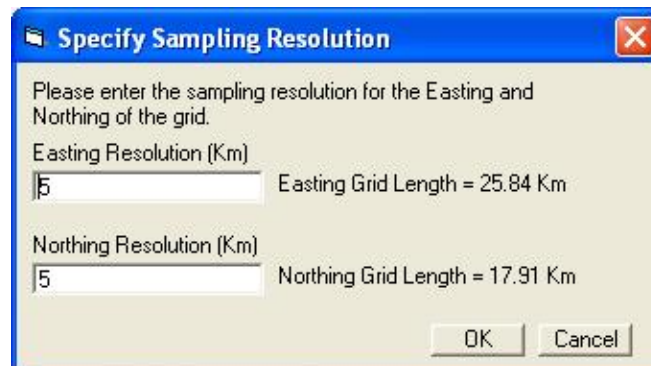 Specify Sampling Resolution
Please enter the sampling resolution for the Easting and
Northing of the grid.
Easting Resolution (Km)
5
Easting Grid Length = 25.84 Km
Northing Resolution (Km)
5
Northing Grid Length = 17.91 Km
OK
Cancel